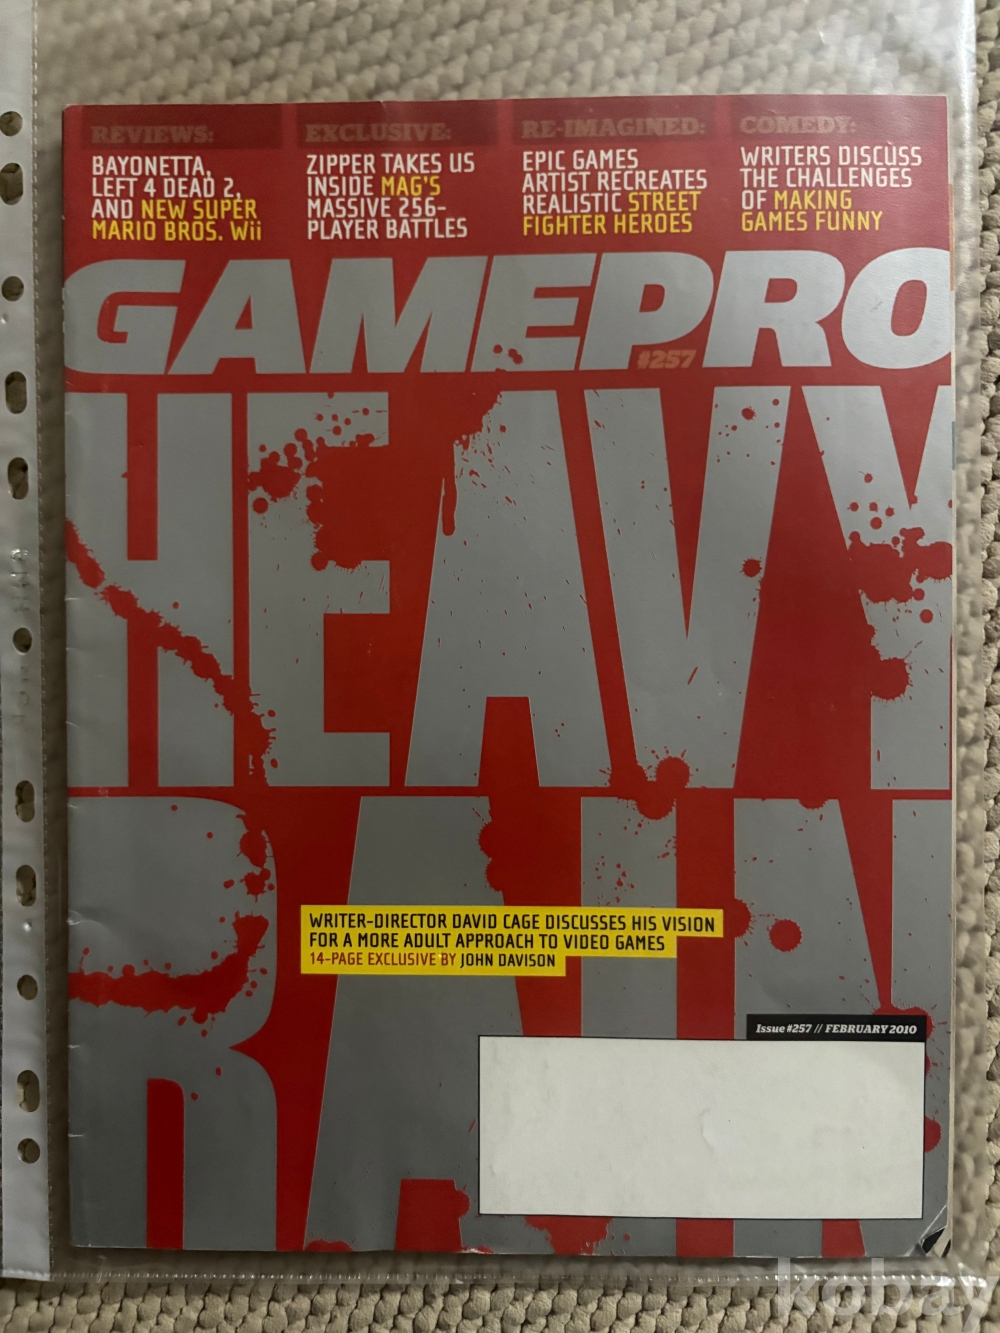 REVIEWS:
BAYONETTA,
LEFT 4 DEAD 2,
AND NEW SUPER
MARIO BROS. Wii
EXCLUSIVE:
ZIPPER TAKES US
INSIDE MAG'S
MASSIVE 256-
PLAYER BATTLES
RE-IMAGINED:
EPIC GAMES
ARTIST RECREATES
REALISTIC STREET
FIGHTER HEROES
COMEDY:
WRITERS DISCUSS
THE CHALLENGES
OF MAKING
GAMES FUNNY
GAMEPRO
#257
HEAVY
RAIN
WRITER-DIRECTOR DAVID CAGE DISCUSSES HIS VISION
FOR A MORE ADULT APPROACH TO VIDEO GAMES
14-PAGE EXCLUSIVE BY JOHN DAVISON
Issue #257 // FEBRUARY 2010
kobay